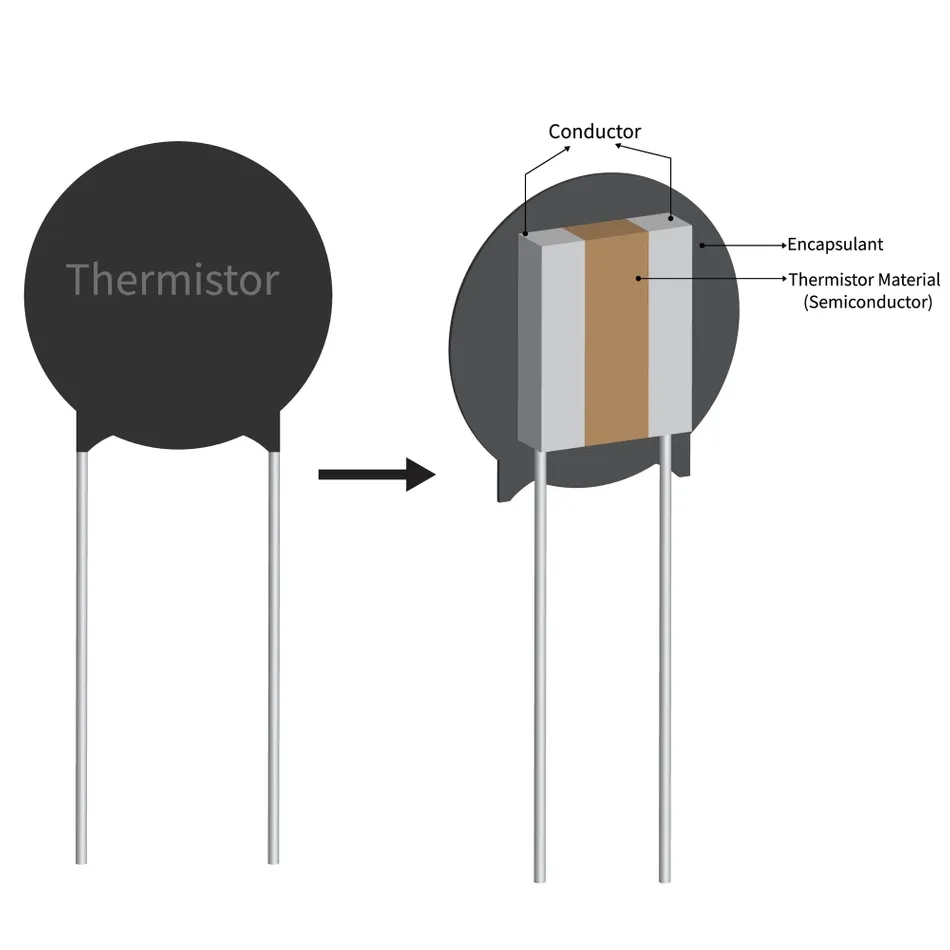 Conductor
Thermistor
Encapsulant
Thermistor Material
(Semiconductor)